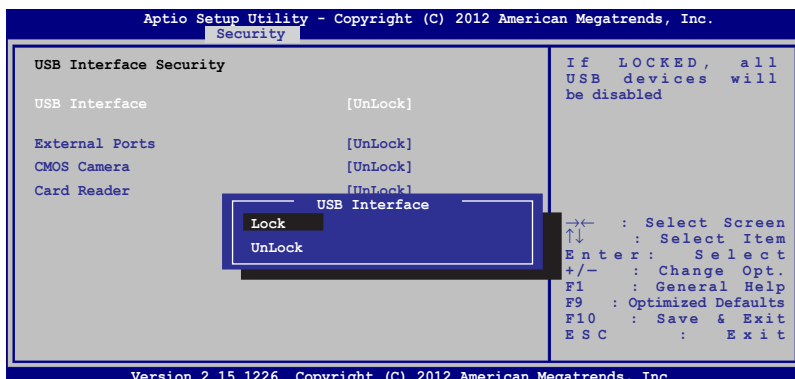 Aptio Setup Utility - Copyright (C) 2012 American Megatrends, Inc.
Security
USB Interface Security
USB Interface [UnLock]
External Ports [UnLock]
CMOS Camera [UnLock]
Card Reader [UnLock]
USB Interface
Lock
UnLock
If LOCKED, all
USB devices will
be disabled
→← : Select Screen
↑↓ : Select Item
Enter: Select
+/— : Change Opt.
F1 : General Help
F9 : Optimized Defaults
F10 : Save & Exit
ESC : Exit
Version 2.15.1226. Copyright (C) 2012 American Megatrends, Inc.